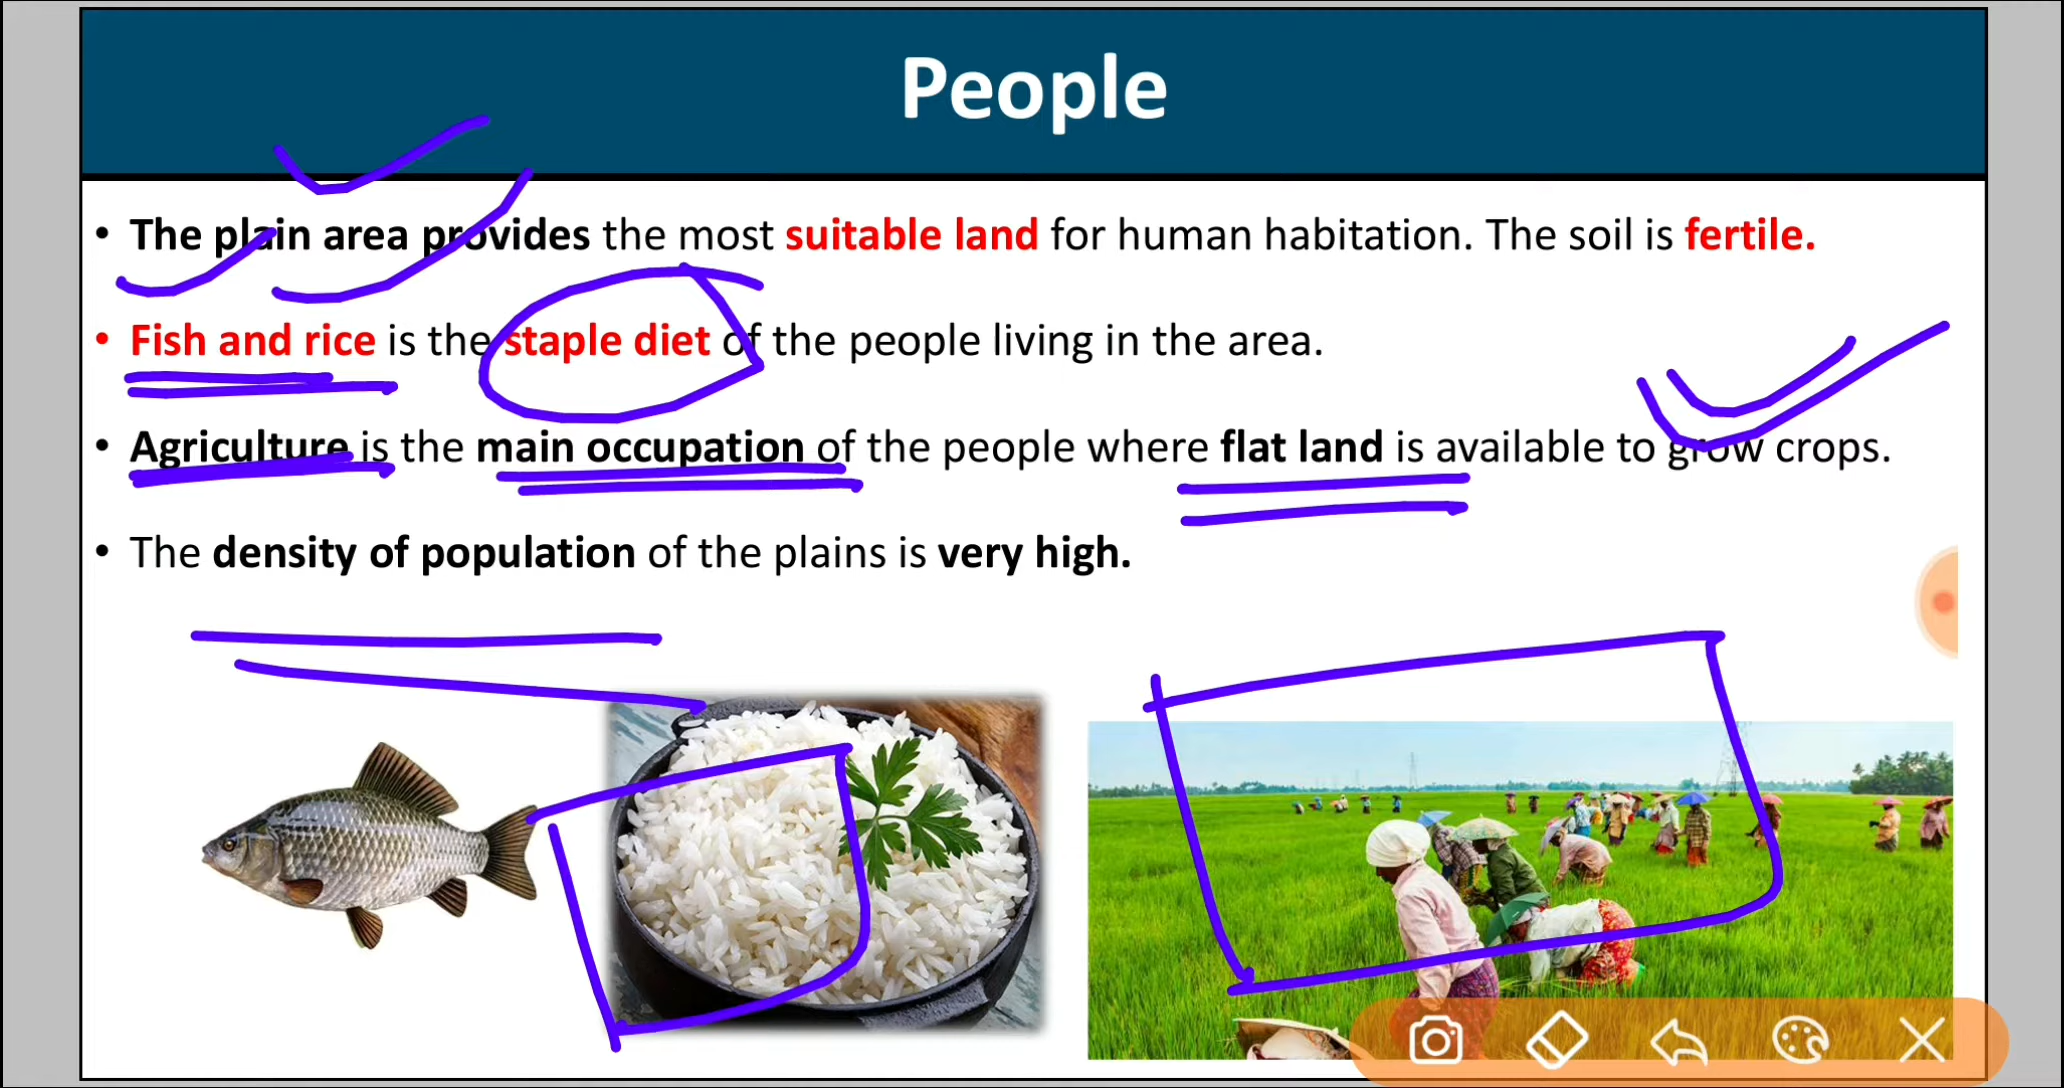 People
• The plain area provides the most suitable land for human habitation. The soil is fertile.
• Fish and rice is the staple diet of the people living in the area.
• Agriculture is the main occupation of the people where flat land is available to grow crops.
• The density of population of the plains is very high.